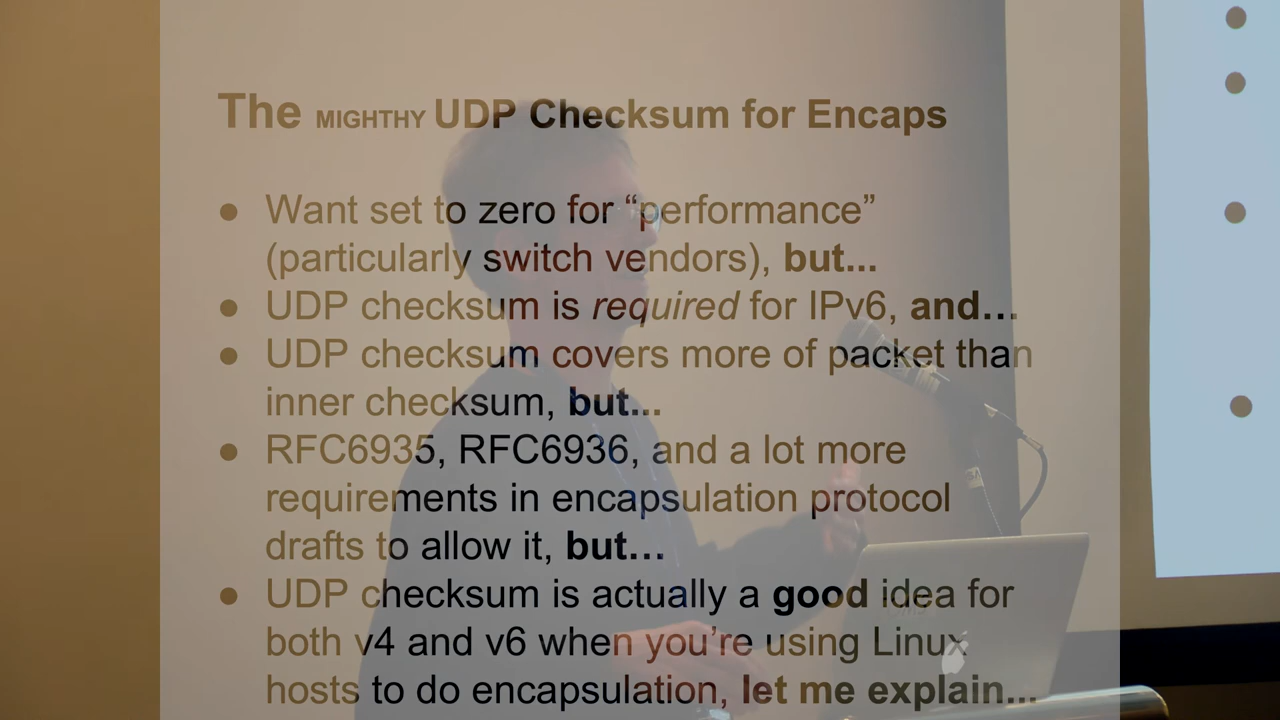 The MIGHTHY UDP Checksum for Encaps
● Want set to zero for “performance”
(particularly switch vendors), but...
● UDP checksum is required for IPv6, and…
● UDP checksum covers more of packet than
inner checksum, but...
● RFC6935, RFC6936, and a lot more
requirements in encapsulation protocol
drafts to allow it, but…
● UDP checksum is actually a good idea for
both v4 and v6 when you’re using Linux
hosts to do encapsulation, let me explain...